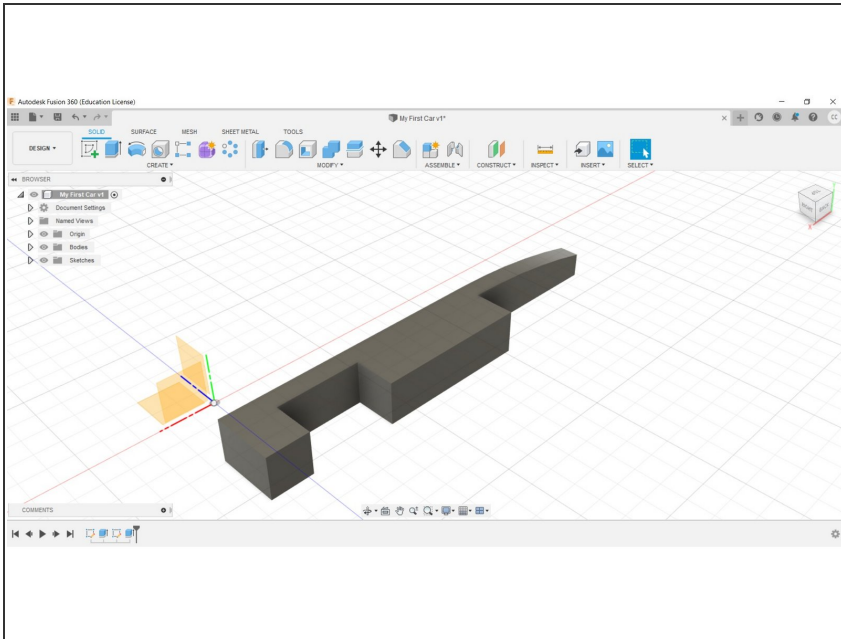 Autodesk Fusion 360 (Education License)
My First Car v1*
SOLID SURFACE MESH SHEET METAL TOOLS
DESIGN
CREATE MODIFY ASSEMBLE CONSTRUCT INSPECT INSERT SELECT
BROWSER
My First Car v1
Document Settings
Named Views
Origin
Bodies
Sketches
COMMENTS